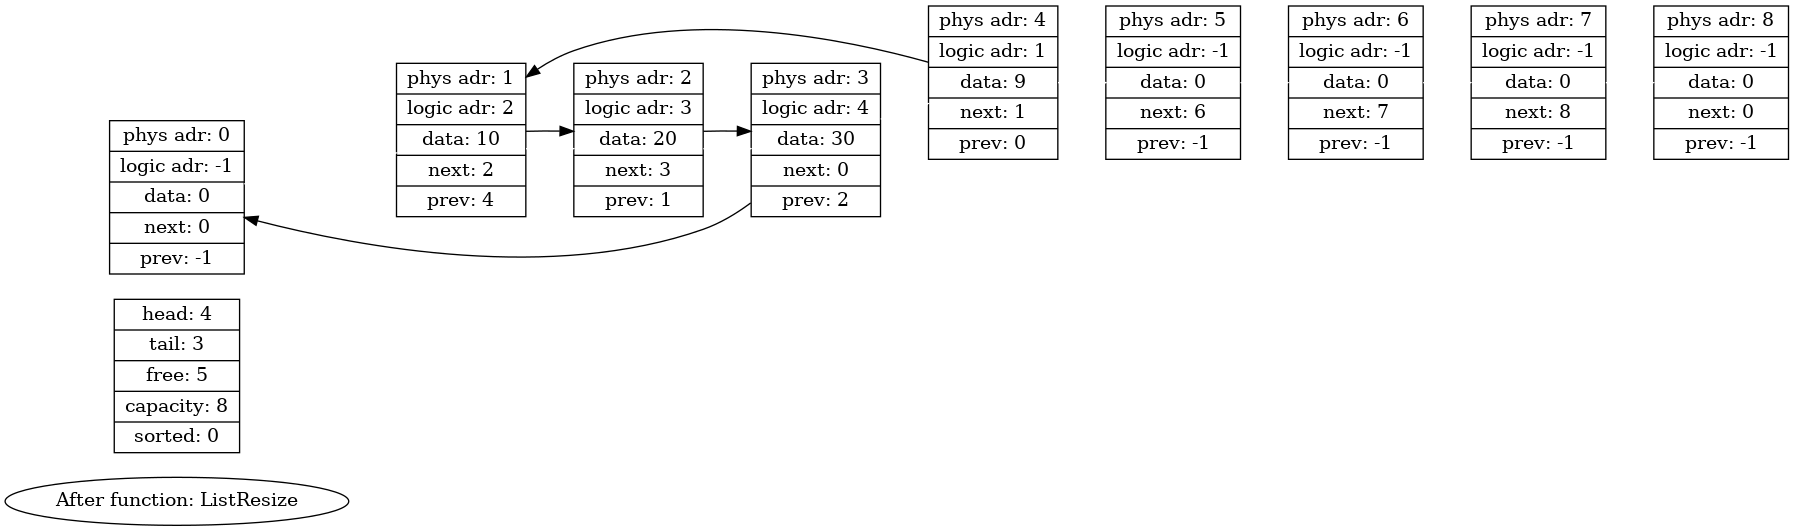 phys adr: 0
logic adr: -1
data: 0
next: 0
prev: -1
head: 4
tail: 3
free: 5
capacity: 8
sorted: 0
After function: ListResize
phys adr: 1
logic adr: 2
data: 10
next: 2
prev: 4
phys adr: 2
logic adr: 3
data: 20
next: 3
prev: 1
phys adr: 3
logic adr: 4
data: 30
next: 0
prev: 2
phys adr: 4
logic adr: 1
data: 9
next: 1
prev: 0
phys adr: 5
logic adr: -1
data: 0
next: 6
prev: -1
phys adr: 6
logic adr: -1
data: 0
next: 7
prev: -1
phys adr: 7
logic adr: -1
data: 0
next: 8
prev: -1
phys adr: 8
logic adr: -1
data: 0
next: 0
prev: -1